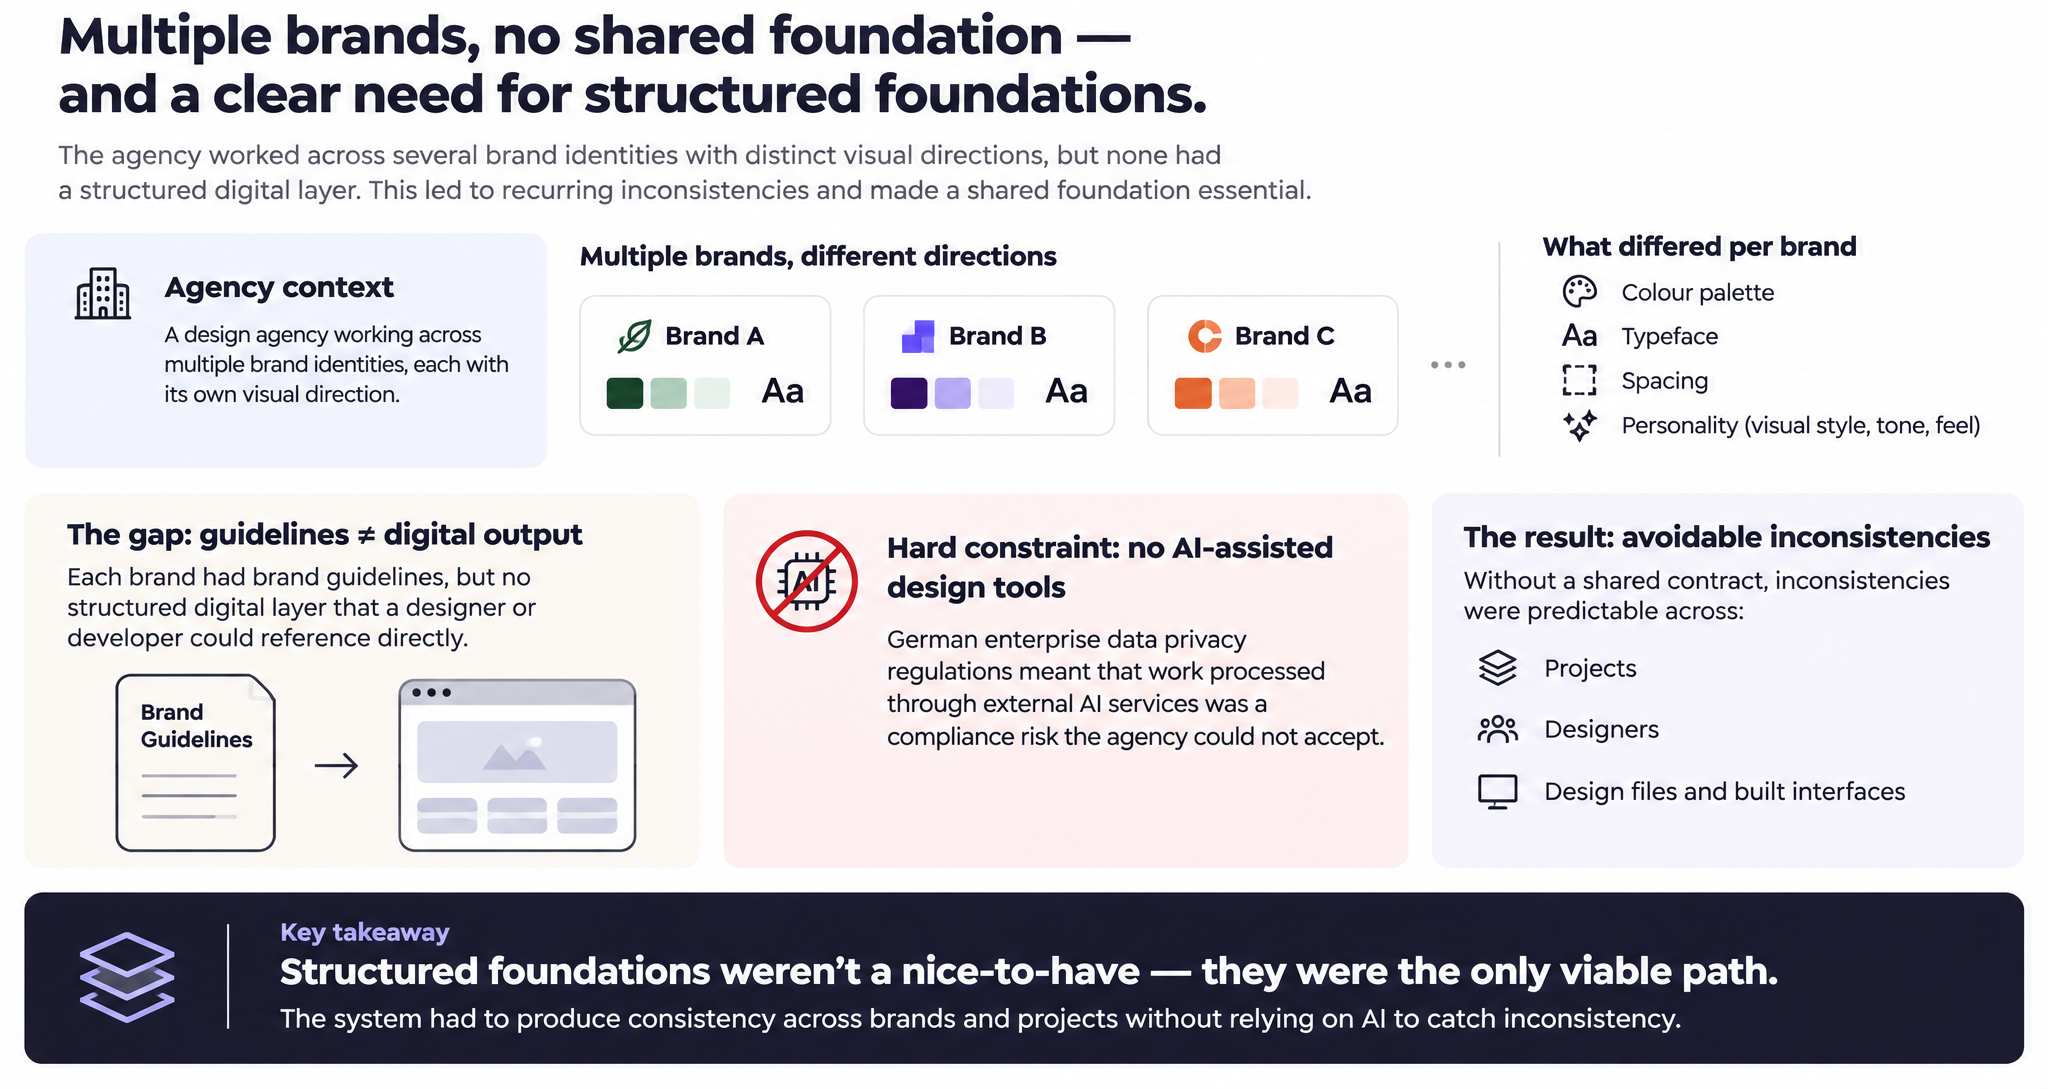 Multiple brands, no shared foundation —
and a clear need for structured foundations.
The agency worked across several brand identities with distinct visual directions, but none had
a structured digital layer. This led to recurring inconsistencies and made a shared foundation essential.
Agency context
A design agency working across
multiple brand identities, each with
its own visual direction.
Multiple brands, different directions
Brand A
Aa
Brand B
Aa
Brand C
Aa
...
What differed per brand
Colour palette
Aa Typeface
Spacing
Personality (visual style, tone, feel)
The gap: guidelines ≠ digital output
Each brand had brand guidelines, but no
structured digital layer that a designer or
developer could reference directly.
Brand
Guidelines
AI
Hard constraint: no AI-assisted
design tools
German enterprise data privacy
regulations meant that work processed
through external AI services was a
compliance risk the agency could not accept.
The result: avoidable inconsistencies
Without a shared contract, inconsistencies
were predictable across:
Projects
Designers
Design files and built interfaces
Key takeaway
Structured foundations weren’t a nice-to-have — they were the only viable path.
The system had to produce consistency across brands and projects without relying on AI to catch inconsistency.